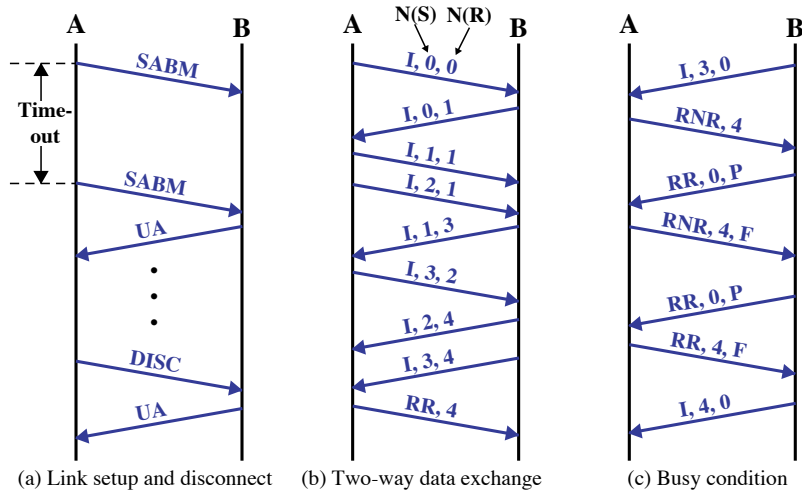 A
B
SABM
Time-
out
SABM
UA
DISC
UA
(a) Link setup and disconnect
N(S) N(R)
A
B
I, 0, 0
I, 0, 1
I, 1, 1
I, 2, 1
I, 1, 3
I, 3, 2
I, 2, 4
I, 3, 4
RR, 4
(b) Two-way data exchange
A
B
I, 3, 0
RNR, 4
RR, 0, P
RNR, 4, F
RR, 0, P
RR, 4, F
I, 4, 0
(c) Busy condition